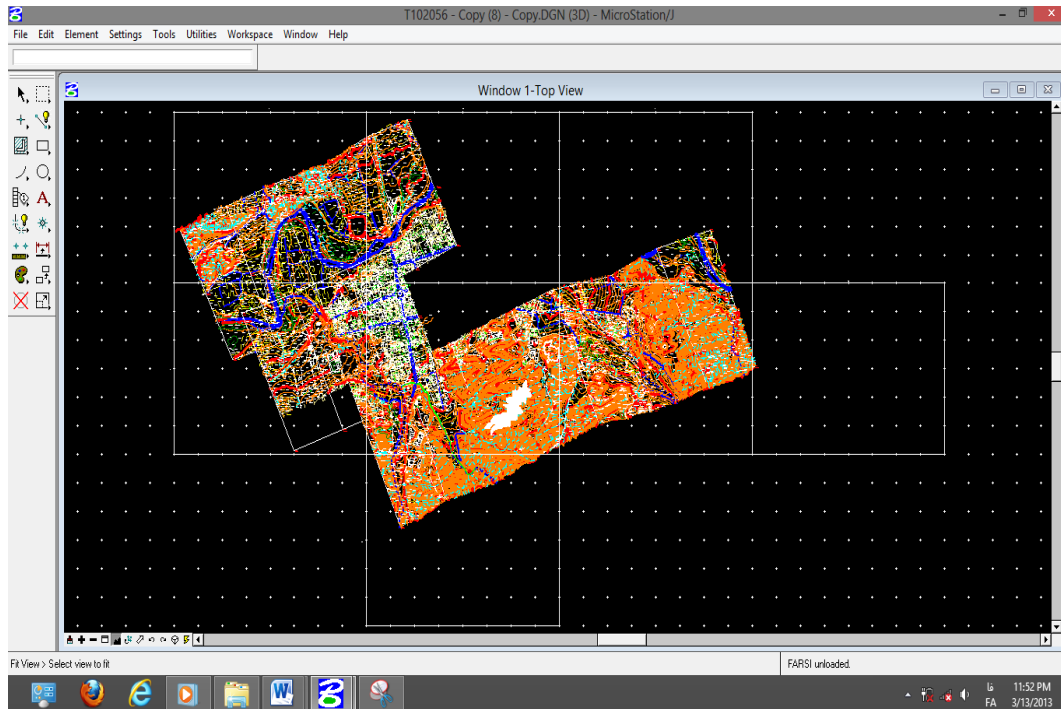 T102056 - Copy (8) - Copy.DGN (3D) - MicroStation/J
File Edit Element Settings Tools Utilities Workspace Window Help
Window 1-Top View
Fit View > Select view to fit
FARSI unloaded.
فا 11:52 PM
FA 3/13/2013